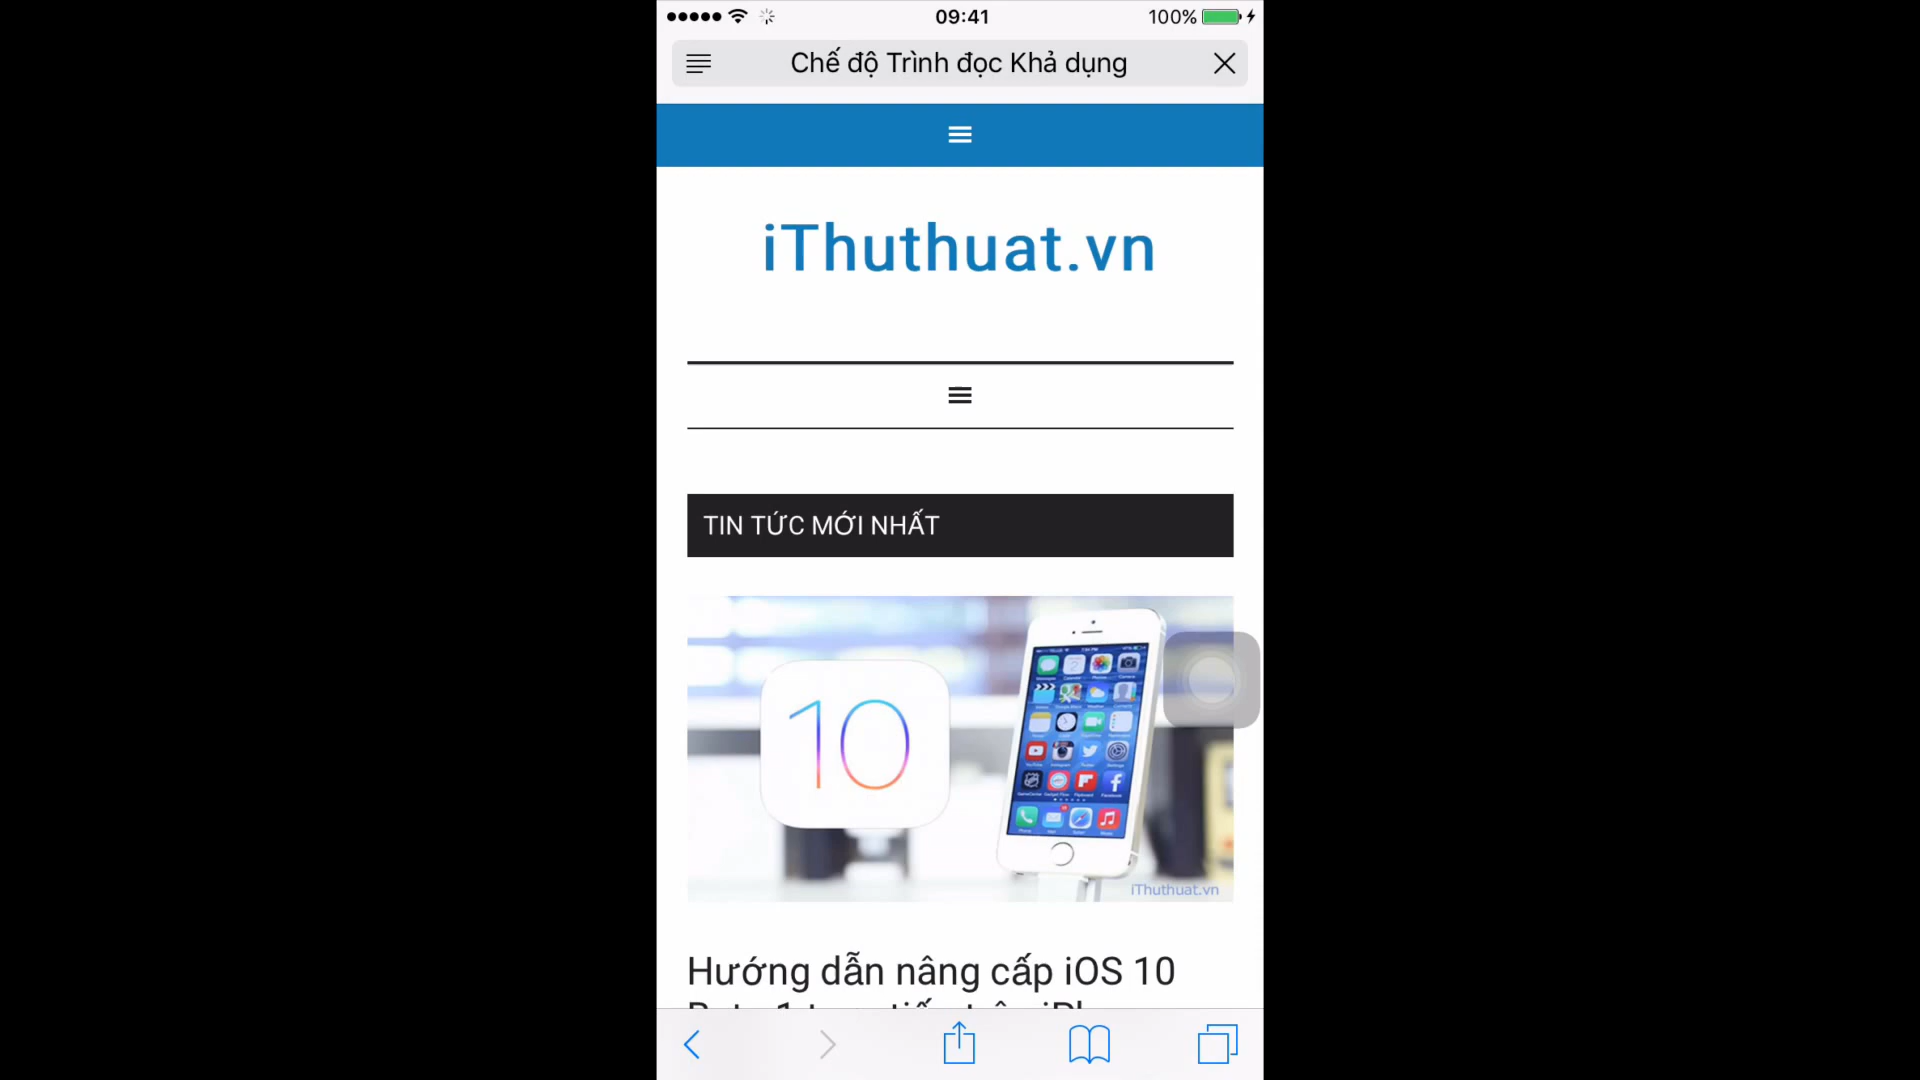 09:41
100%
Chế độ Trình đọc Khả dụng
iThuthuat.vn
TIN TỨC MỚI NHẤT
10
iThuthuat.vn
Hướng dẫn nâng cấp iOS 10